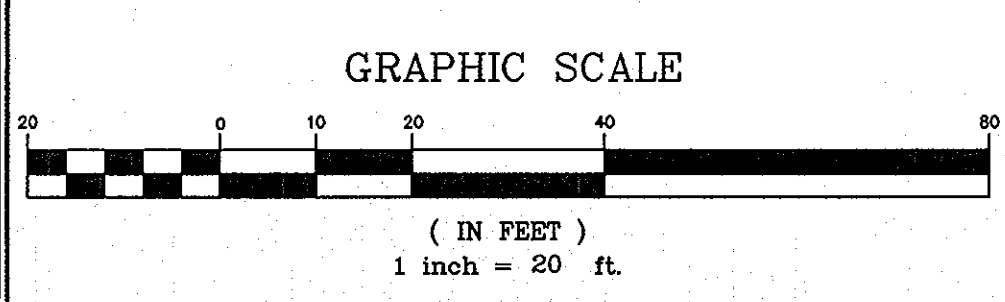 GRAPHIC SCALE
20 0 10 20 40 80
( IN FEET )
1 inch = 20 ft.